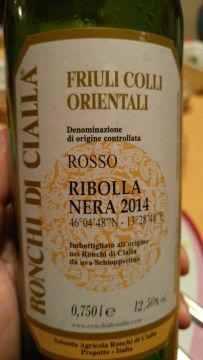 RONCHI DI CIALLA®
FRIULI COLLI
ORIENTALI
Denominazione
di origine controllata
ROSSO
RIBOLLA
NERA 2014
46°04'48"N - 13°28'48"E
Imbottigliato all'origine
nei Ronchi di Cialla
da uva Schioppettino
0,750 l e 12,50%vol
www.ronchidicialla.com
Azienda Agricola Ronchi di Cialla
Prepotto - Italia